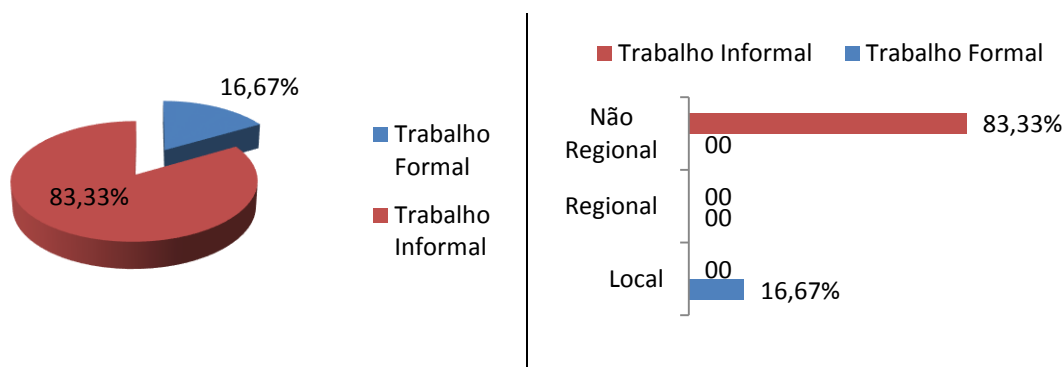 16,67%
83,33%
Trabalho
Formal
Trabalho
Informal
Trabalho Informal Trabalho Formal
Não
Regional
83,33%
00
Regional
00
00
Local
00
16,67%